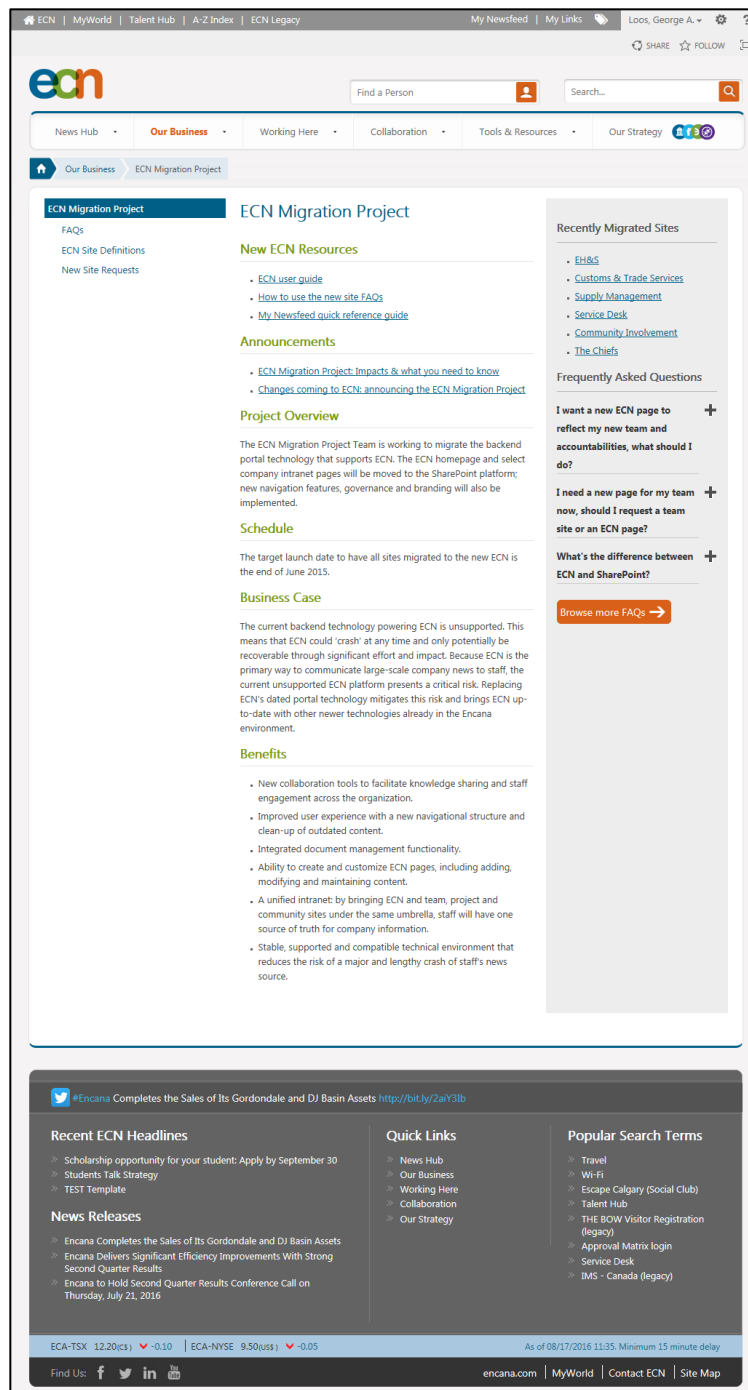 ECN | MyWorld | Talent Hub | A-Z Index | ECN Legacy
My Newsfeed | My Links
Loos, George A.
?
SHARE FOLLOW
ecn
Find a Person
Search...
News Hub
Our Business
Working Here
Collaboration
Tools & Resources
Our Strategy
Our Business
ECN Migration Project
ECN Migration Project
FAQs
ECN Site Definitions
New Site Requests
ECN Migration Project
New ECN Resources
ECN user guide
How to use the new site FAQs
My Newsfeed quick reference guide
Announcements
ECN Migration Project: Impacts & what you need to know
Changes coming to ECN: announcing the ECN Migration Project
Project Overview
The ECN Migration Project Team is working to migrate the backend
portal technology that supports ECN. The ECN homepage and select
company intranet pages will be moved to the SharePoint platform;
new navigation features, governance and branding will also be
implemented.
Schedule
The target launch date to have all sites migrated to the new ECN is
the end of June 2015.
Business Case
The current backend technology powering ECN is unsupported. This
means that ECN could 'crash' at any time and only potentially be
recoverable through significant effort and impact. Because ECN is the
primary way to communicate large-scale company news to staff, the
current unsupported ECN platform presents a critical risk. Replacing
ECN's dated portal technology mitigates this risk and brings ECN up-
to-date with other newer technologies already in the Encana
environment.
Benefits
New collaboration tools to facilitate knowledge sharing and staff
engagement across the organization.
Improved user experience with a new navigational structure and
clean-up of outdated content.
Integrated document management functionality.
Ability to create and customize ECN pages, including adding,
modifying and maintaining content.
A unified intranet: by bringing ECN and team, project and
community sites under the same umbrella, staff will have one
source of truth for company information.
Stable, supported and compatible technical environment that
reduces the risk of a major and lengthy crash of staff's news
source.
Recently Migrated Sites
EH&S
Customs & Trade Services
Supply Management
Service Desk
Community Involvement
The Chiefs
Frequently Asked Questions
I want a new ECN page to
reflect my new team and
accountabilities, what should I
do?
I need a new page for my team
now, should I request a team
site or an ECN page?
What's the difference between
ECN and SharePoint?
Browse more FAQs
#Encana Completes the Sales of Its Gordondale and DJ Basin Assets http://bit.ly/2aiY3Ib
Recent ECN Headlines
Scholarship opportunity for your student: Apply by September 30
Students Talk Strategy
TEST Template
News Releases
Encana Completes the Sales of Its Gordondale and DJ Basin Assets
Encana Delivers Significant Efficiency Improvements With Strong
Second Quarter Results
Encana to Hold Second Quarter Results Conference Call on
Thursday, July 21, 2016
Quick Links
News Hub
Our Business
Working Here
Collaboration
Our Strategy
Popular Search Terms
Travel
Wi-Fi
Escape Calgary (Social Club)
Talent Hub
THE BOW Visitor Registration
(legacy)
Approval Matrix login
Service Desk
IMS - Canada (legacy)
ECA-TSX 12.20(C$) -0.10 | ECA-NYSE 9.50(US$) -0.05
As of 08/17/2016 11:35. Minimum 15 minute delay
Find Us: f in You Tube
encana.com | MyWorld | Contact ECN | Site Map